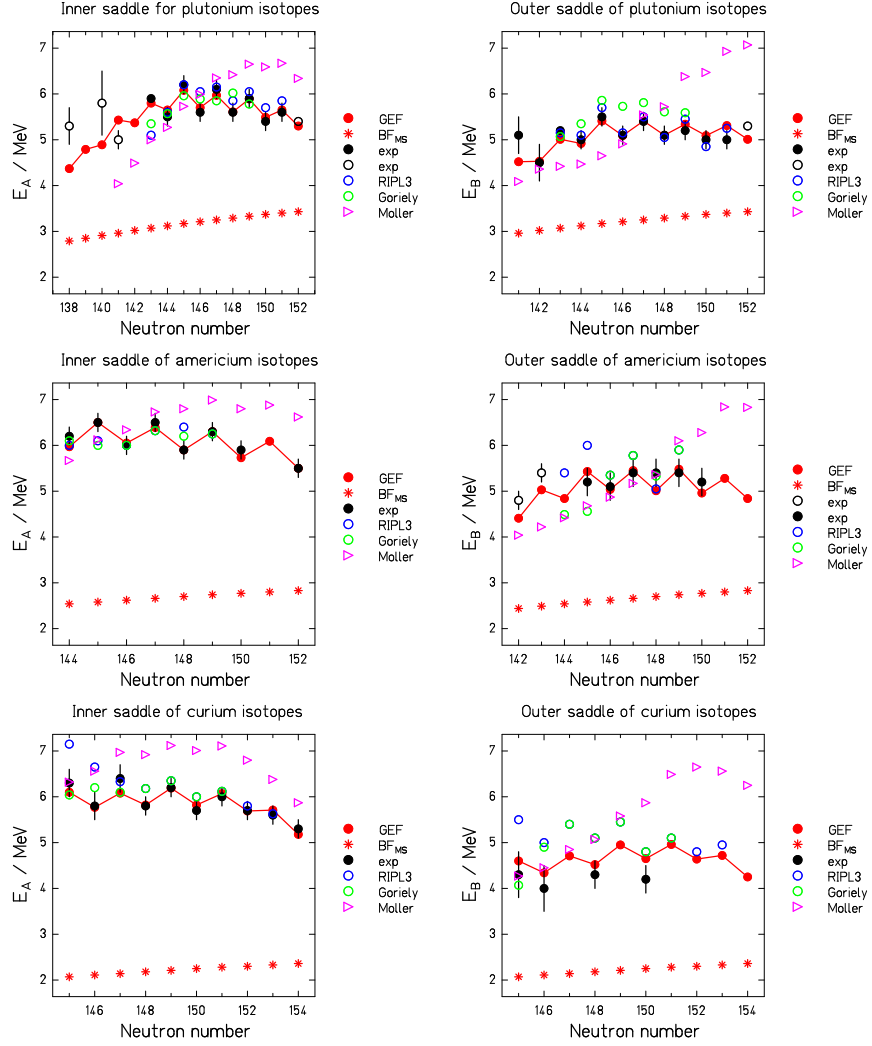 Inner saddle for plutonium isotopes
7
6
5
4
3
2
E_A / MeV
138 140 142 144 146 148 150 152
Neutron number
GEF
BF_MS
exp
exp
RIPL3
Goriely
Moller
Outer saddle of plutonium isotopes
7
6
5
4
3
2
E_B / MeV
142 144 146 148 150 152
Neutron number
GEF
BF_MS
exp
exp
RIPL3
Goriely
Moller
Inner saddle of americium isotopes
7
6
5
4
3
2
E_A / MeV
144 146 148 150 152
Neutron number
GEF
BF_MS
exp
RIPL3
Goriely
Moller
Outer saddle of americium isotopes
7
6
5
4
3
2
E_B / MeV
142 144 146 148 150 152
Neutron number
GEF
BF_MS
exp
exp
RIPL3
Goriely
Moller
Inner saddle of curium isotopes
7
6
5
4
3
2
E_A / MeV
146 148 150 152 154
Neutron number
GEF
BF_MS
exp
RIPL3
Goriely
Moller
Outer saddle of curium isotopes
7
6
5
4
3
2
E_B / MeV
146 148 150 152 154
Neutron number
GEF
BF_MS
exp
RIPL3
Goriely
Moller